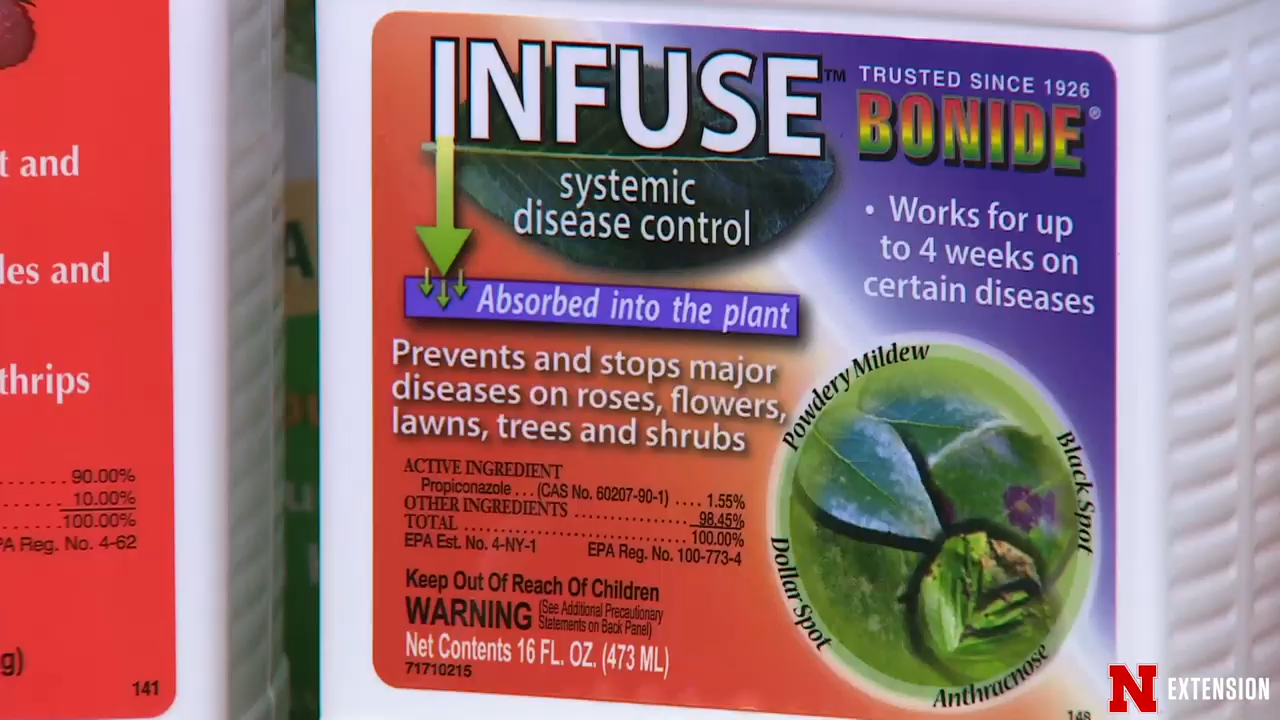 t and
les and
thrips
90.00%
10.00%
100.00%
PA Reg. No. 4-62
g)
141
INFUSE™
systemic
disease control
Absorbed into the plant
Prevents and stops major
diseases on roses, flowers,
lawns, trees and shrubs
ACTIVE INGREDIENT
Propiconazole . . . (CAS No. 60207-90-1) . . . . 1.55%
OTHER INGREDIENTS ........................ 98.45%
TOTAL ................................................ 100.00%
EPA Est. No. 4-NY-1 EPA Reg. No. 100-773-4
Keep Out Of Reach Of Children
WARNING (See Additional Precautionary
Statements on Back Panel)
Net Contents 16 FL. OZ. (473 ML)
71710215
TRUSTED SINCE 1926
BONIDE®
• Works for up
to 4 weeks on
certain diseases
Powdery Mildew
Black Spot
Dollar Spot
Anthracnose
148
N EXTENSION